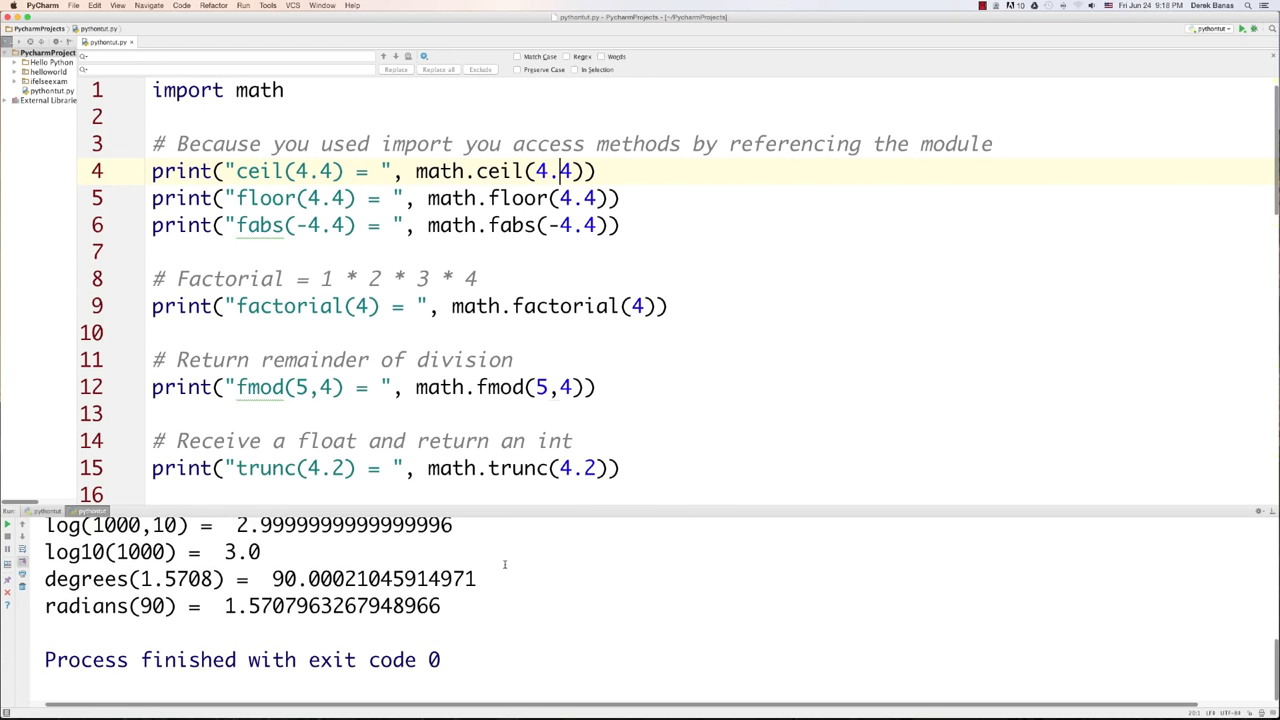 PyCharm File Edit View Navigate Code Refactor Run Tools VCS Window Help Fri Jun 24 9:18 PM Derek Banas
pythontut.py - PycharmProjects - [~/PycharmProjects]
PycharmProjects pythontut.py pythontut
pythontut.py
PycharmProject
Hello Python
helloworld
ifelseexam
pythontut.py
External Librarie
Match Case Regex Words
Replace Replace all Exclude Preserve Case In Selection
1 import math
2
3 # Because you used import you access methods by referencing the module
4 print("ceil(4.4) = ", math.ceil(4.4))
5 print("floor(4.4) = ", math.floor(4.4))
6 print("fabs(-4.4) = ", math.fabs(-4.4))
7
8 # Factorial = 1 * 2 * 3 * 4
9 print("factorial(4) = ", math.factorial(4))
10
11 # Return remainder of division
12 print("fmod(5,4) = ", math.fmod(5,4))
13
14 # Receive a float and return an int
15 print("trunc(4.2) = ", math.trunc(4.2))
16
Run: pythontut pythontut
log(1000,10) = 2.9999999999999996
log10(1000) = 3.0
degrees(1.5708) = 90.00021045914971
radians(90) = 1.5707963267948966
Process finished with exit code 0
20:1 LF÷ UTF-8÷